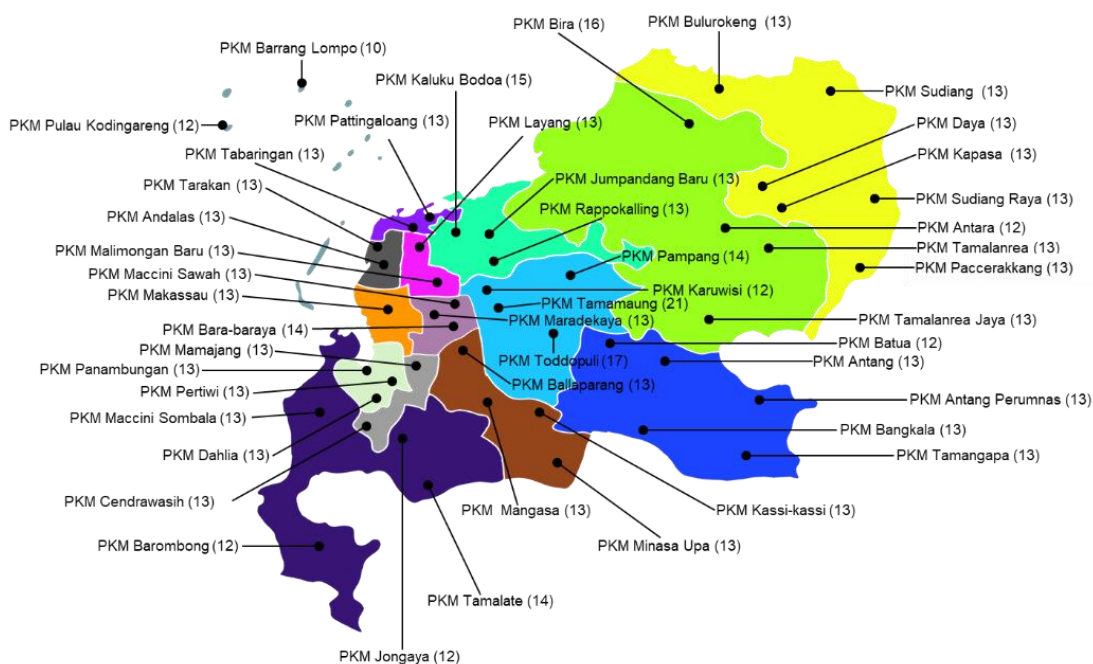 PKM Bira (16)
PKM Bulurokeng (13)
PKM Barrang Lompo (10)
PKM Kaluku Bodoa (15)
PKM Sudiang (13)
PKM Pulau Kodingareng (12)
PKM Pattingaloang (13)
PKM Layang (13)
PKM Daya (13)
PKM Tabaringan (13)
PKM Kapasa (13)
PKM Tarakan (13)
PKM Jumpandang Baru (13)
PKM Sudiang Raya (13)
PKM Rappokalling (13)
PKM Andalas (13)
PKM Antara (12)
PKM Malimongan Baru (13)
PKM Pampang (14)
PKM Tamalanrea (13)
PKM Maccini Sawah (13)
PKM Paccerakkang (13)
PKM Makassau (13)
PKM Karuwisi (12)
PKM Tamamaung (21)
PKM Bara-baraya (14)
PKM Maradekaya (13)
PKM Tamalanrea Jaya (13)
PKM Mamajang (13)
PKM Batua (12)
PKM Panambungan (13)
PKM Toddopuli (17)
PKM Antang (13)
PKM Pertiwi (13)
PKM Ballaparang (13)
PKM Maccini Sombala (13)
PKM Antang Perumnas (13)
PKM Bangkala (13)
PKM Dahlia (13)
PKM Tamangapa (13)
PKM Cendrawasih (13)
PKM Mangasa (13)
PKM Kassi-kassi (13)
PKM Barombong (12)
PKM Minasa Upa (13)
PKM Tamalate (14)
PKM Jongaya (12)